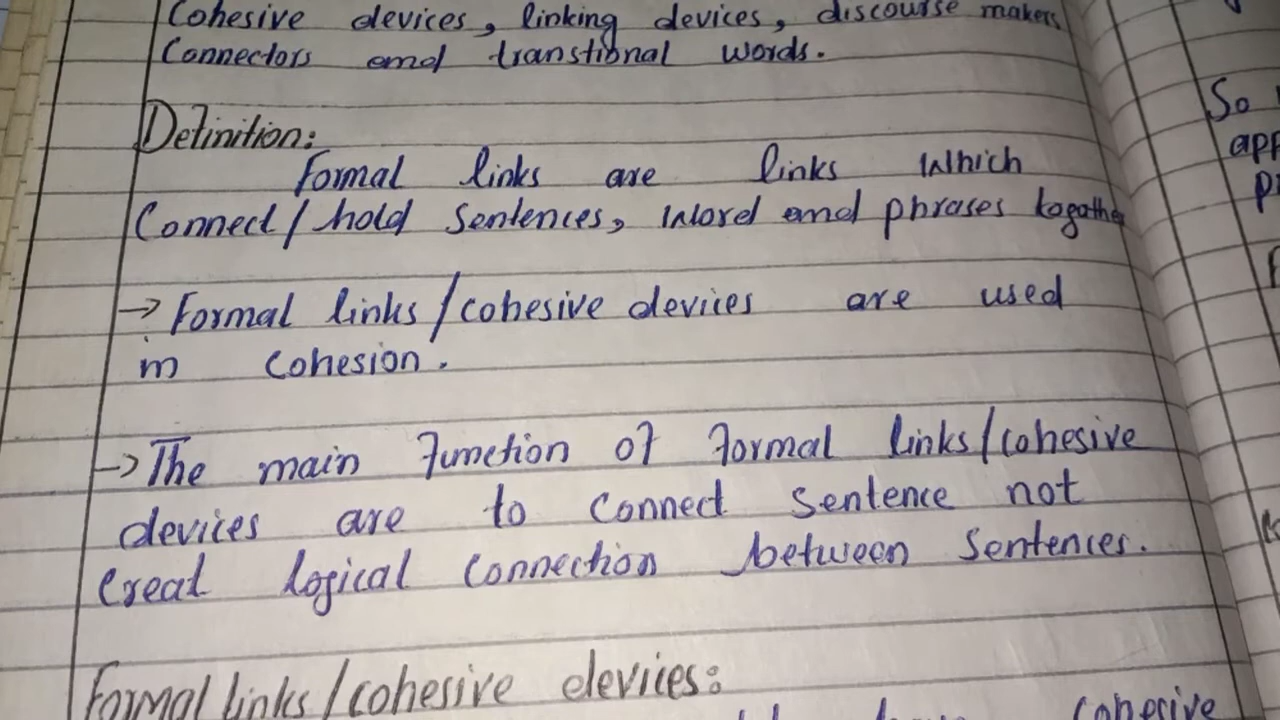 Cohesive devices, linking devices, discourse makers
Connectors and transtional words.
Definition:
Formal links are links which
Connect/hold Sentences, word and phrases togather
→ Formal links/cohesive devices are used
in cohesion.
→ The main function of formal links/cohesive
devices are to connect sentence not
creat logical connection between sentences.
Formal links/cohesive devices:
cohesive
So
app